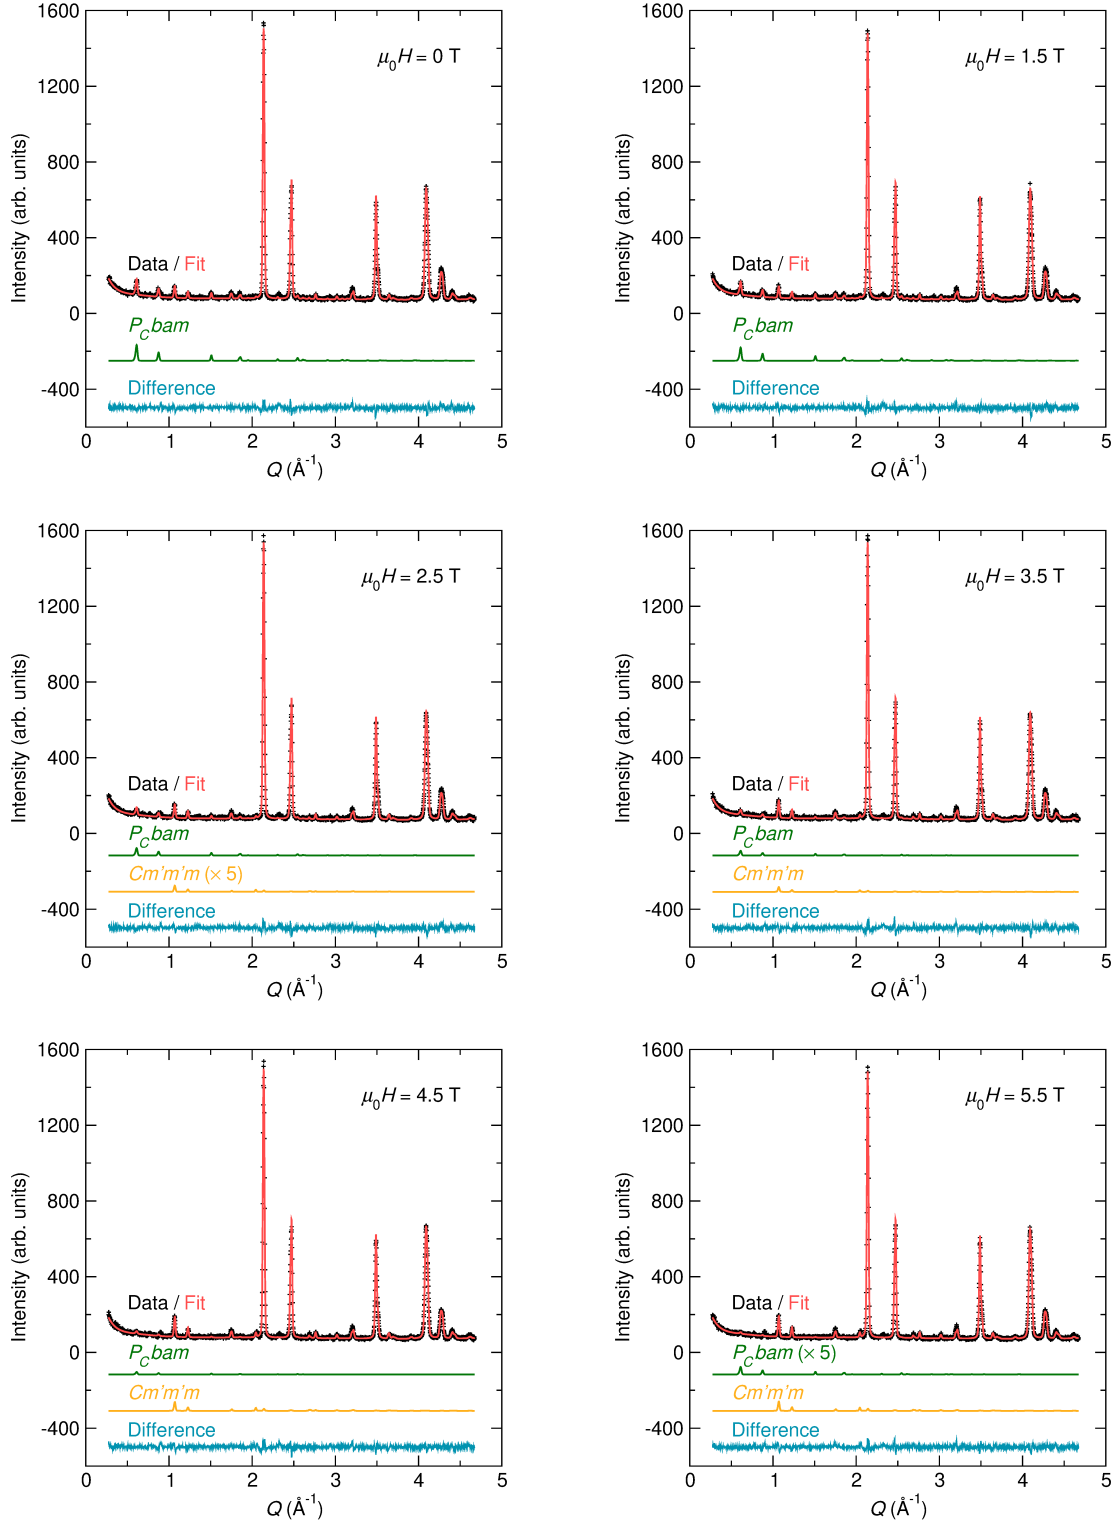 1600
1200
800
400
0
-400
0 1 2 3 4 5
Intensity (arb. units)
Q (Å-1)
μ0H = 0 T
Data / Fit
PCbam
Difference
1600
1200
800
400
0
-400
0 1 2 3 4 5
Intensity (arb. units)
Q (Å-1)
μ0H = 1.5 T
Data / Fit
PCbam
Difference
1600
1200
800
400
0
-400
0 1 2 3 4 5
Intensity (arb. units)
Q (Å-1)
μ0H = 2.5 T
Data / Fit
PCbam
Cm'm'm (× 5)
Difference
1600
1200
800
400
0
-400
0 1 2 3 4 5
Intensity (arb. units)
Q (Å-1)
μ0H = 3.5 T
Data / Fit
PCbam
Cm'm'm
Difference
1600
1200
800
400
0
-400
0 1 2 3 4 5
Intensity (arb. units)
Q (Å-1)
μ0H = 4.5 T
Data / Fit
PCbam
Cm'm'm
Difference
1600
1200
800
400
0
-400
0 1 2 3 4 5
Intensity (arb. units)
Q (Å-1)
μ0H = 5.5 T
Data / Fit
PCbam (× 5)
Cm'm'm
Difference